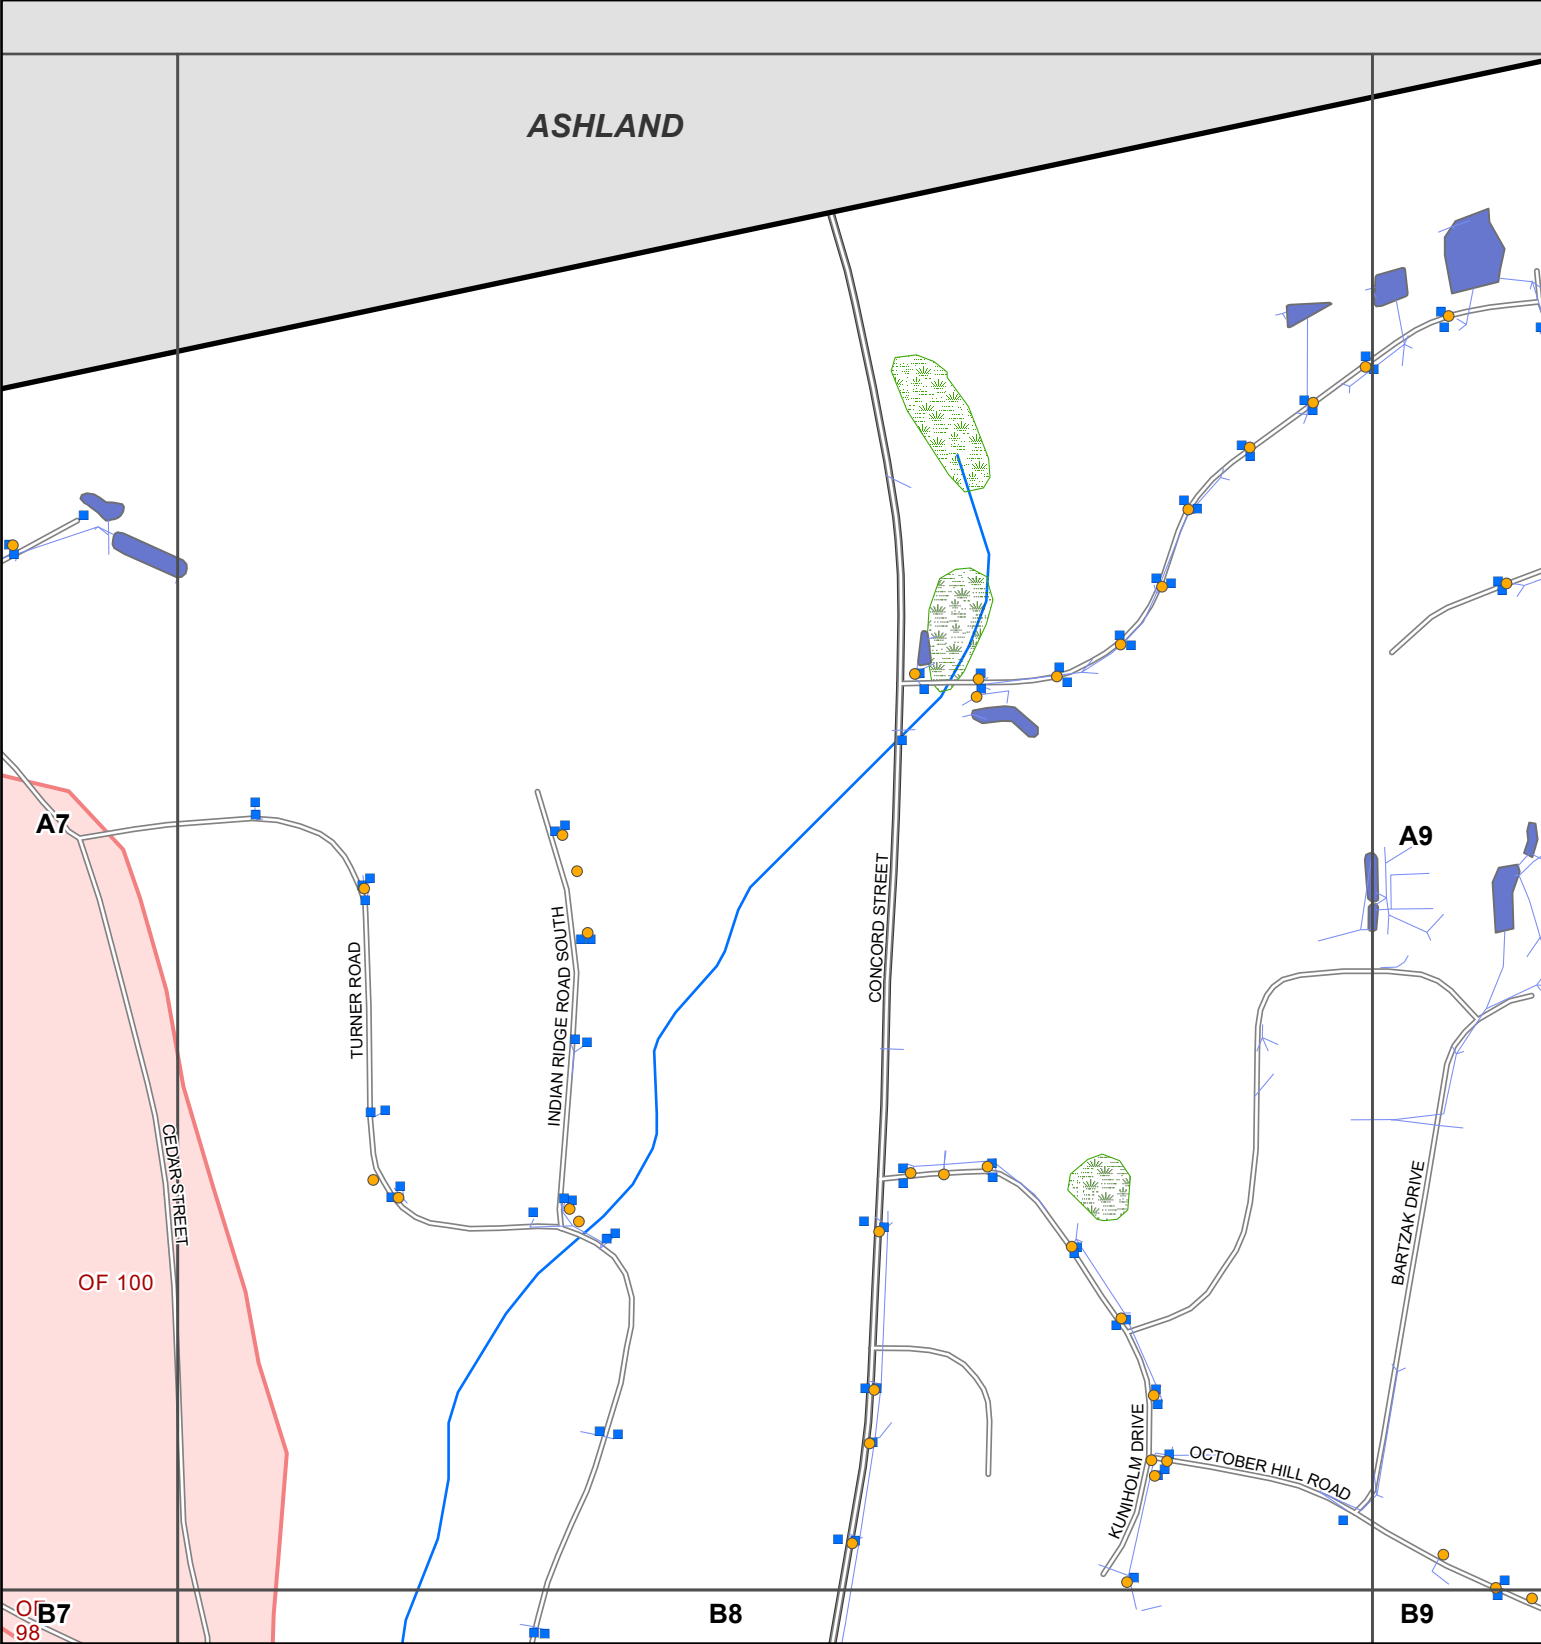 ASHLAND
A7
A9
CONCORD STREET
TURNER ROAD
INDIAN RIDGE ROAD SOUTH
CEDAR STREET
BARTZAK DRIVE
OF 100
KUNIHOLM DRIVE
OCTOBER HILL ROAD
OF
98
B7
B8
B9